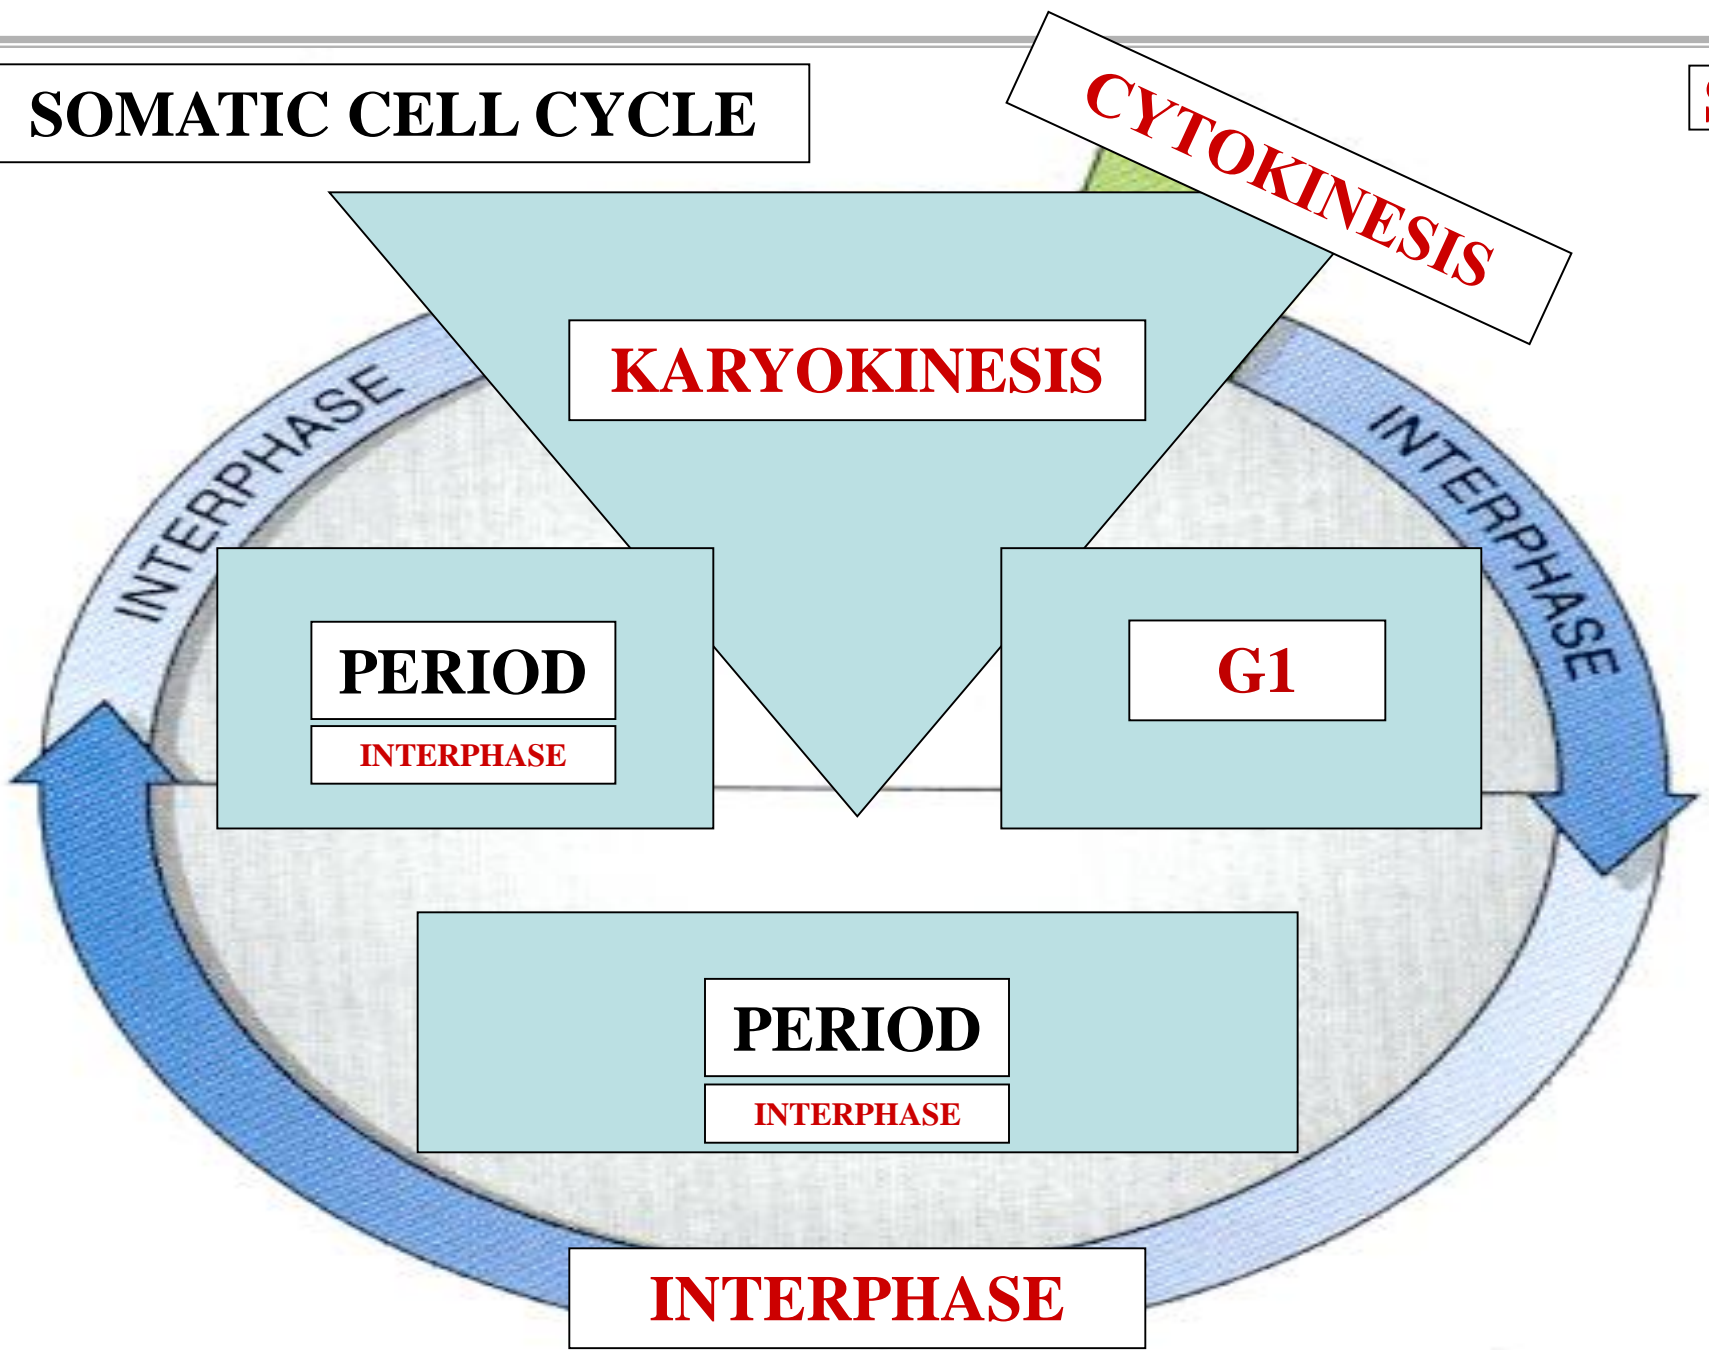 SOMATIC CELL CYCLE
CYTOKINESIS
KARYOKINESIS
INTERPHASE
INTERPHASE
PERIOD
INTERPHASE
G1
PERIOD
INTERPHASE
INTERPHASE